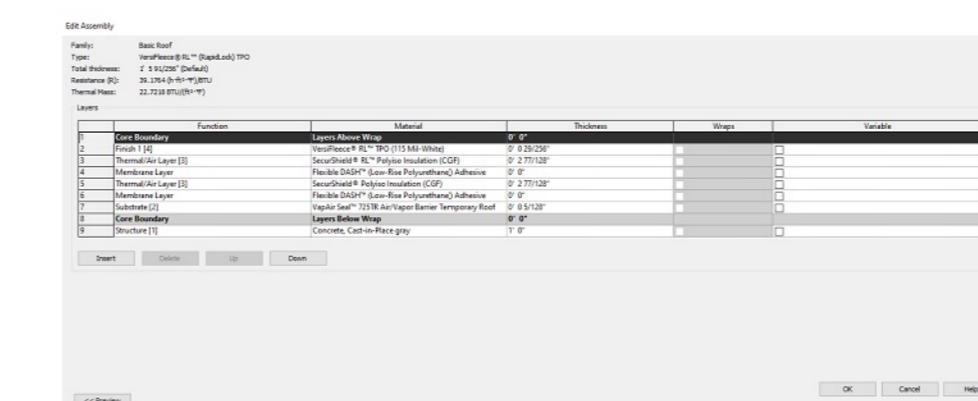 Edit Assembly
Family: Basic Roof
Type: VersiFleece® RL™ (RapidLock) TPO
Total thickness: 1' 5 91/256" (Default)
Resistance (R): 39.1764 (h·ft²·°F)/BTU
Thermal Mass: 22.7218 BTU/(ft²·°F)
Layers
Function Material Thickness Wraps Variable
1 Core Boundary Layers Above Wrap 0' 0"
2 Finish 1 [4] VersiFleece® RL™ TPO (115 Mil-White) 0' 0 29/256"
3 Thermal/Air Layer [3] SecurShield® RL™ Polyiso Insulation (CGF) 0' 2 77/128"
4 Membrane Layer Flexible DASH™ (Low-Rise Polyurethane) Adhesive 0' 0"
5 Thermal/Air Layer [3] SecurShield® Polyiso Insulation (CGF) 0' 2 77/128"
6 Membrane Layer Flexible DASH™ (Low-Rise Polyurethane) Adhesive 0' 0"
7 Substrate [2] VapAir Seal™ 725TR Air/Vapor Barrier Temporary Roof 0' 0 5/128"
8 Core Boundary Layers Below Wrap 0' 0"
9 Structure [1] Concrete, Cast-in-Place gray 1' 0"
Insert Delete Up Down
OK Cancel Help
<< Preview